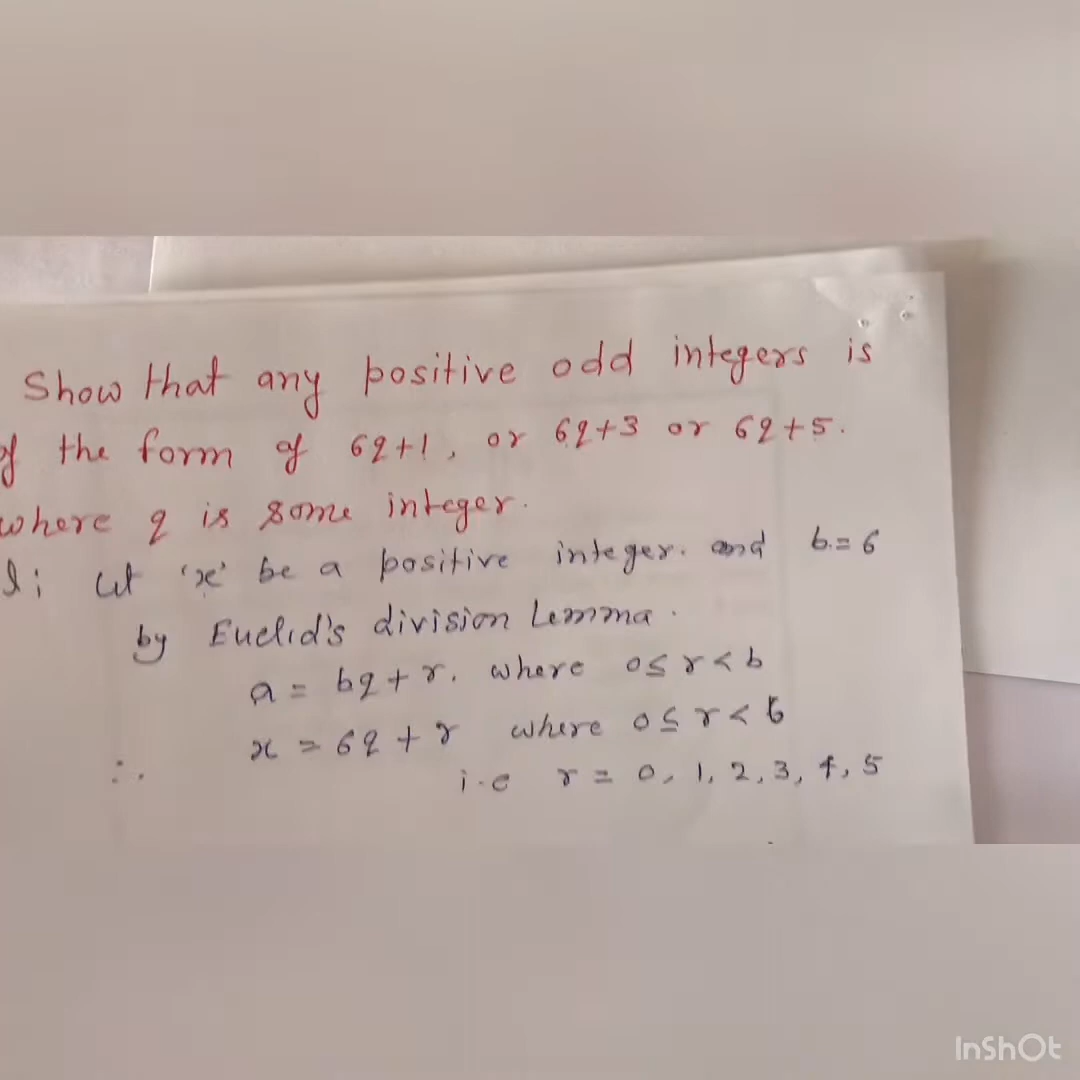 Show that any positive odd integers is
of the form of 6q+1, or 6q+3 or 6q+5.
where q is some integer.
let 'x' be a positive integer. and b=6
by Euclid's division Lemma.
a = bq + r. where 0≤ r < b
∴ x = 6q + r where 0≤ r < 6
i.e r = 0, 1, 2, 3, 4, 5
InShOt